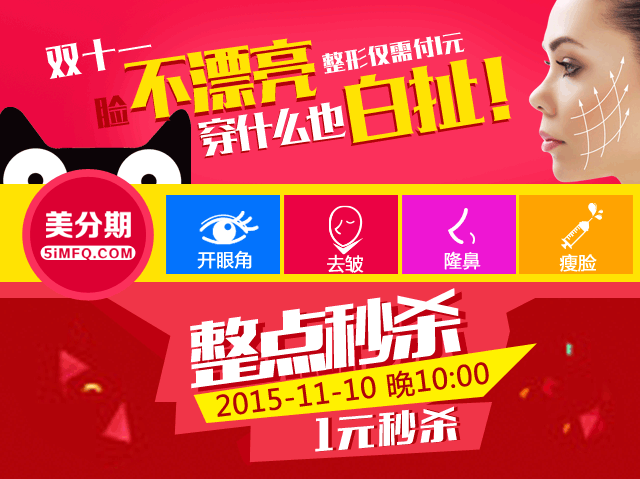 双十一
脸不漂亮
整形仅需付1元
穿什么也白扯！
美分期
5iMFQ.COM
开眼角
去皱
隆鼻
瘦脸
整点秒杀
2015-11-10 晚10:00
1元秒杀